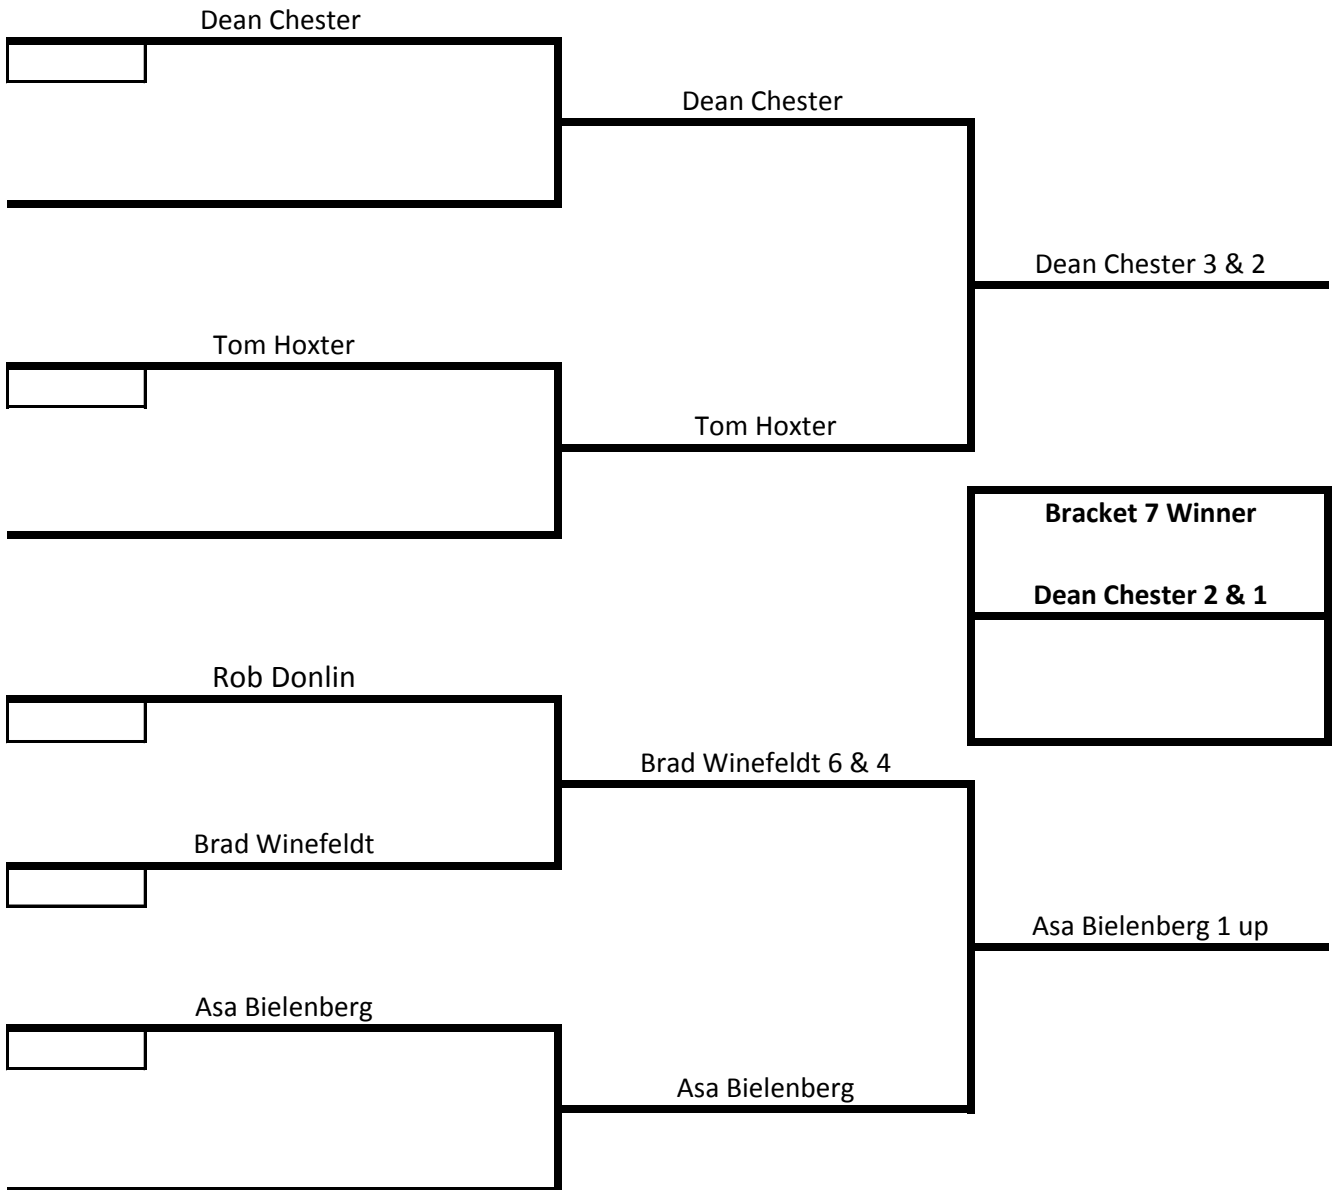 Dean Chester
Dean Chester
Dean Chester 3 & 2
Tom Hoxter
Tom Hoxter
Bracket 7 Winner
Dean Chester 2 & 1
Rob Donlin
Brad Winefeldt 6 & 4
Brad Winefeldt
Asa Bielenberg 1 up
Asa Bielenberg
Asa Bielenberg